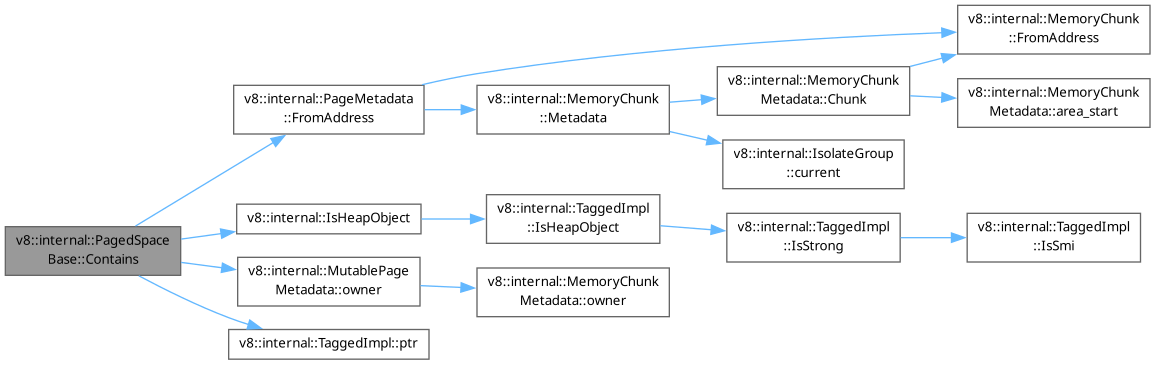 v8::internal::PagedSpace
Base::Contains
v8::internal::PageMetadata
::FromAddress
v8::internal::IsHeapObject
v8::internal::MutablePage
Metadata::owner
v8::internal::TaggedImpl::ptr
v8::internal::MemoryChunk
::Metadata
v8::internal::TaggedImpl
::IsHeapObject
v8::internal::MemoryChunk
Metadata::owner
v8::internal::MemoryChunk
Metadata::Chunk
v8::internal::IsolateGroup
::current
v8::internal::TaggedImpl
::IsStrong
v8::internal::MemoryChunk
::FromAddress
v8::internal::MemoryChunk
Metadata::area_start
v8::internal::TaggedImpl
::IsSmi